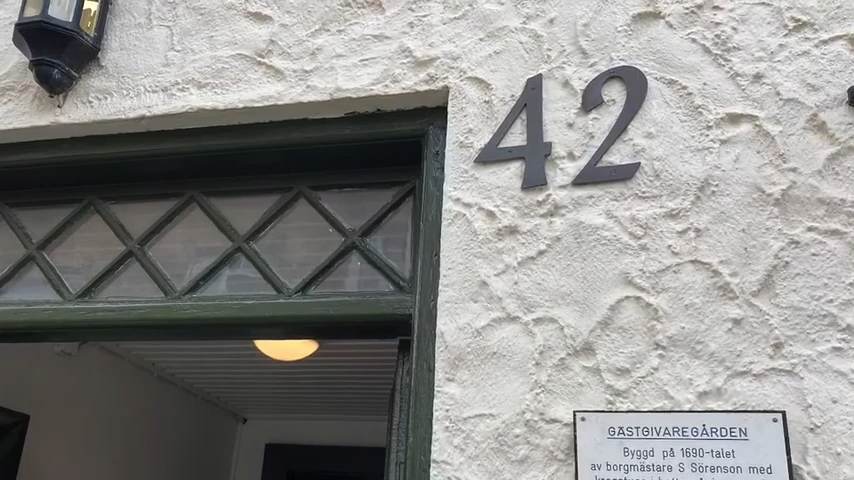 42
GÄSTGIVAREGÅRDEN
Byggd på 1690-talet
av borgmästare S Sörenson med